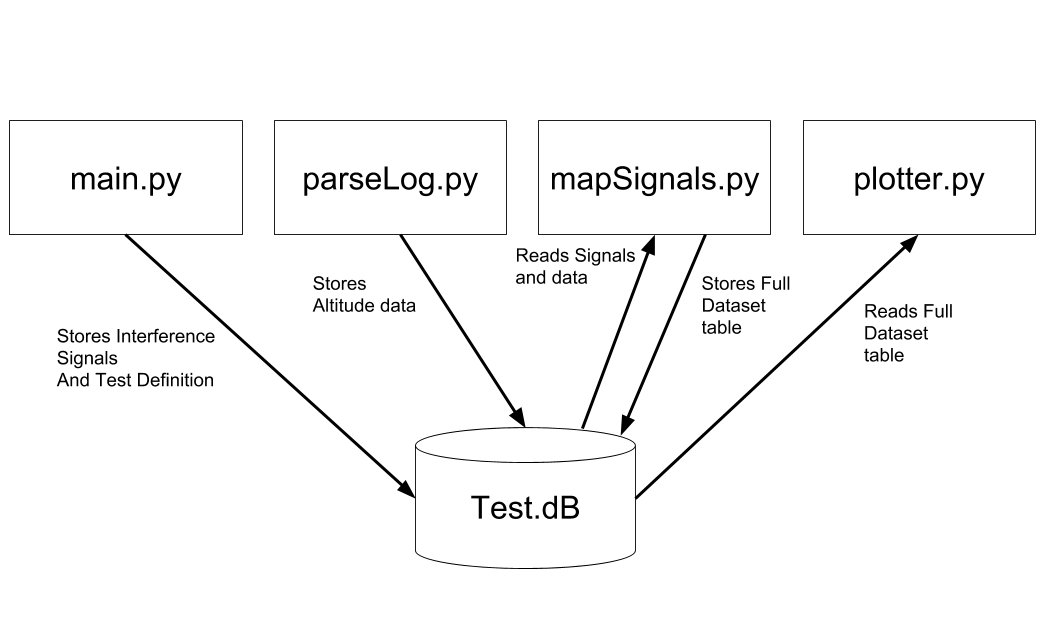 main.py
parseLog.py
mapSignals.py
plotter.py
Reads Signals
and data
Stores
Altitude data
Stores Full
Dataset
table
Reads Full
Dataset
table
Stores Interference
Signals
And Test Definition
Test.dB